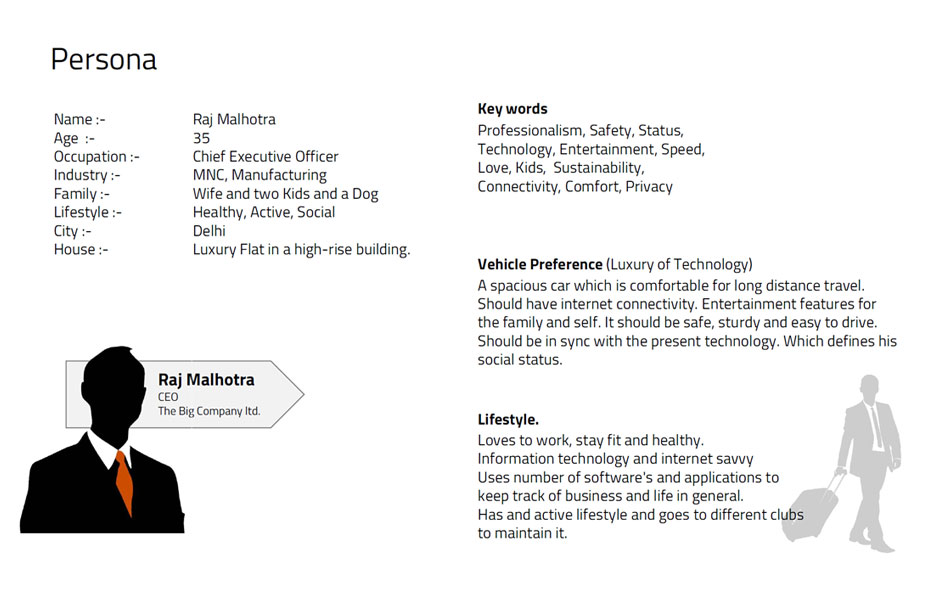 Persona
Name :- Raj Malhotra
Age :- 35
Occupation :- Chief Executive Officer
Industry :- MNC, Manufacturing
Family :- Wife and two Kids and a Dog
Lifestyle :- Healthy, Active, Social
City :- Delhi
House :- Luxury Flat in a high-rise building.
Raj Malhotra
CEO
The Big Company ltd.
Key words
Professionalism, Safety, Status,
Technology, Entertainment, Speed,
Love, Kids, Sustainability,
Connectivity, Comfort, Privacy
Vehicle Preference (Luxury of Technology)
A spacious car which is comfortable for long distance travel.
Should have internet connectivity. Entertainment features for
the family and self. It should be safe, sturdy and easy to drive.
Should be in sync with the present technology. Which defines his
social status.
Lifestyle.
Loves to work, stay fit and healthy.
Information technology and internet savvy
Uses number of software's and applications to
keep track of business and life in general.
Has and active lifestyle and goes to different clubs
to maintain it.